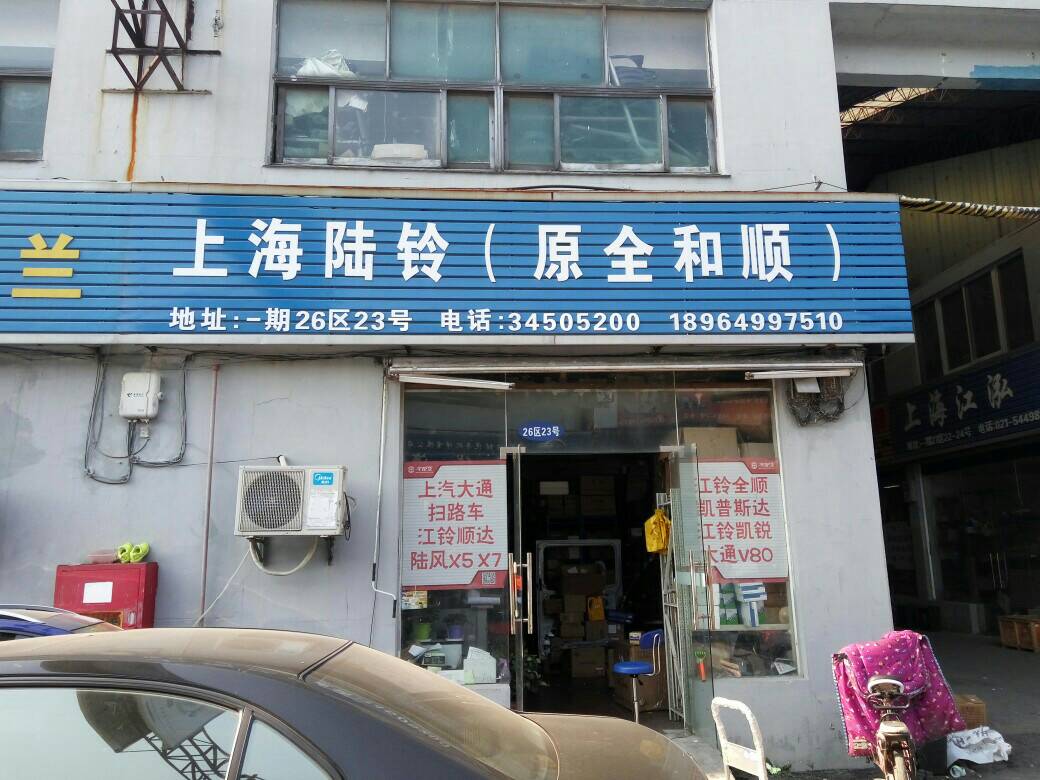 兰
上海陆铃(原全和顺)
地址:一期26区23号 电话:34505200 18964997510
26区23号
上汽大通
扫路车
江铃顺达
陆风X5 X7
江铃全顺
凯普斯达
江铃凯锐
大通V80
Midea
上海江泓